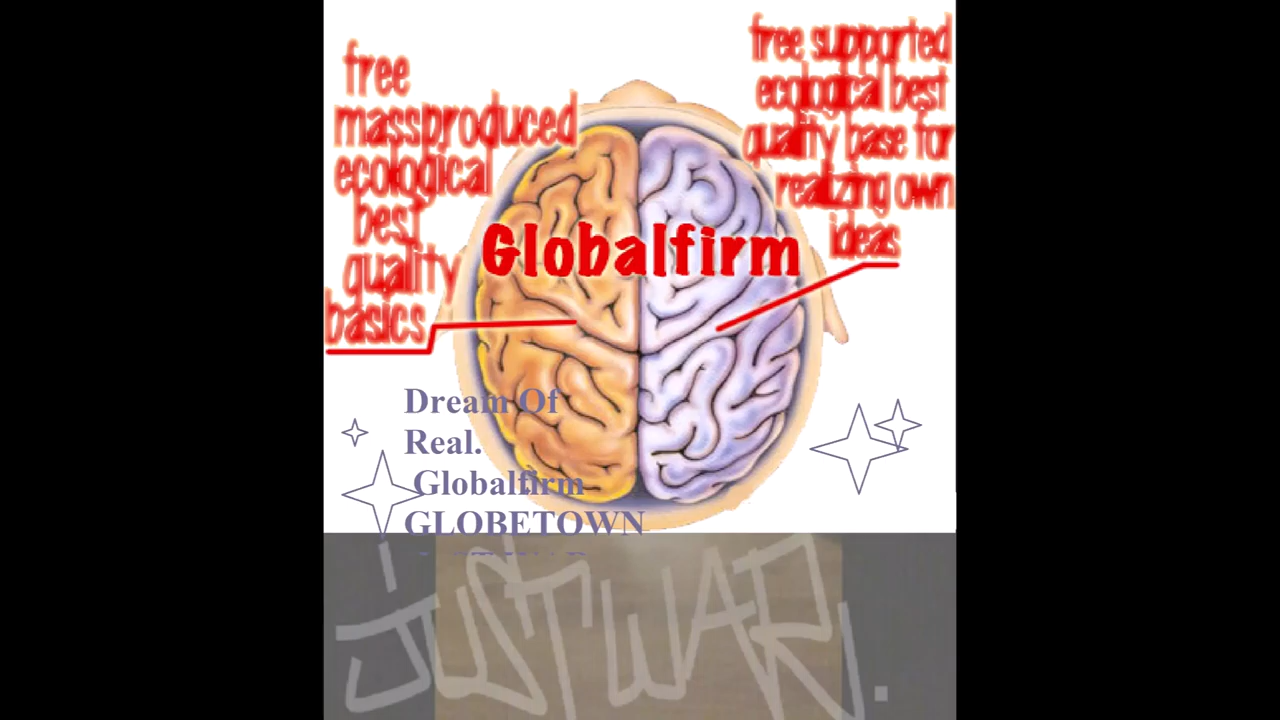 free
massproduced
ecological
best
quality
basics
free supported
ecological best
quality base for
realizing own
ideas
Globalfirm
Dream Of
Real.
Globalfirm
GLOBETOWN
JUST WAR.